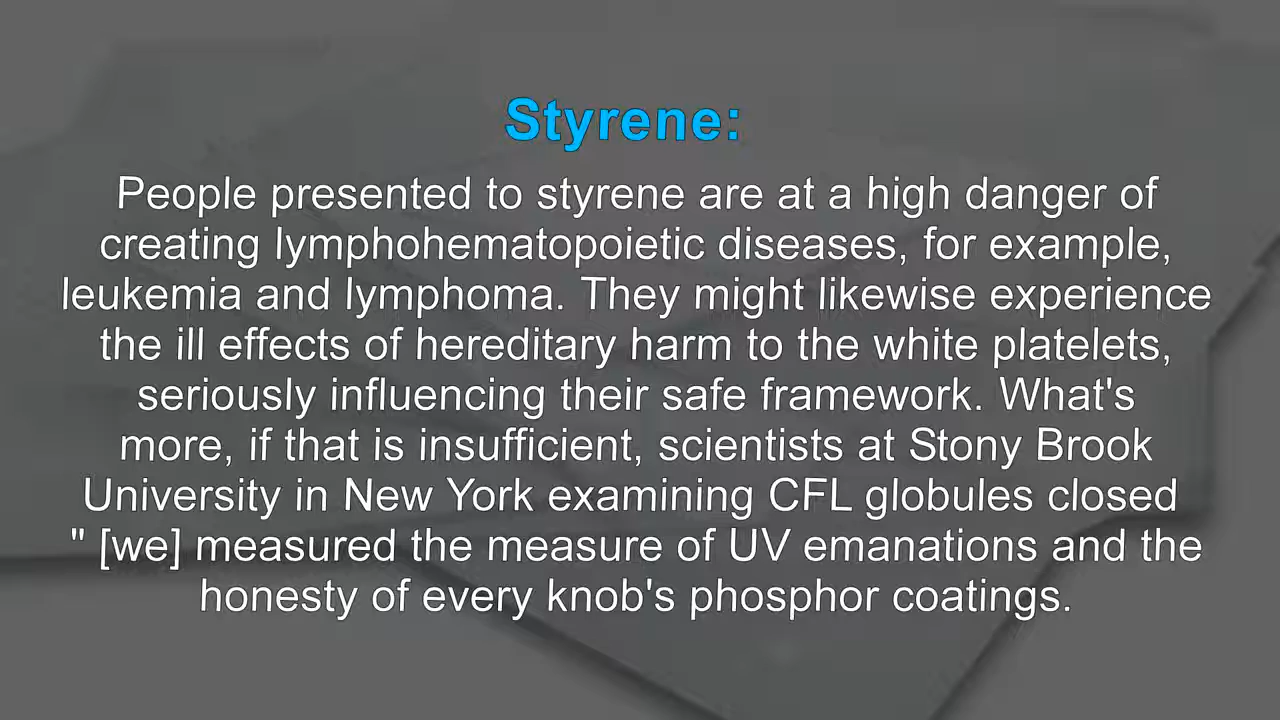 Styrene:
People presented to styrene are at a high danger of
creating lymphohematopoietic diseases, for example,
leukemia and lymphoma. They might likewise experience
the ill effects of hereditary harm to the white platelets,
seriously influencing their safe framework. What's
more, if that is insufficient, scientists at Stony Brook
University in New York examining CFL globules closed
" [we] measured the measure of UV emanations and the
honesty of every knob's phosphor coatings.